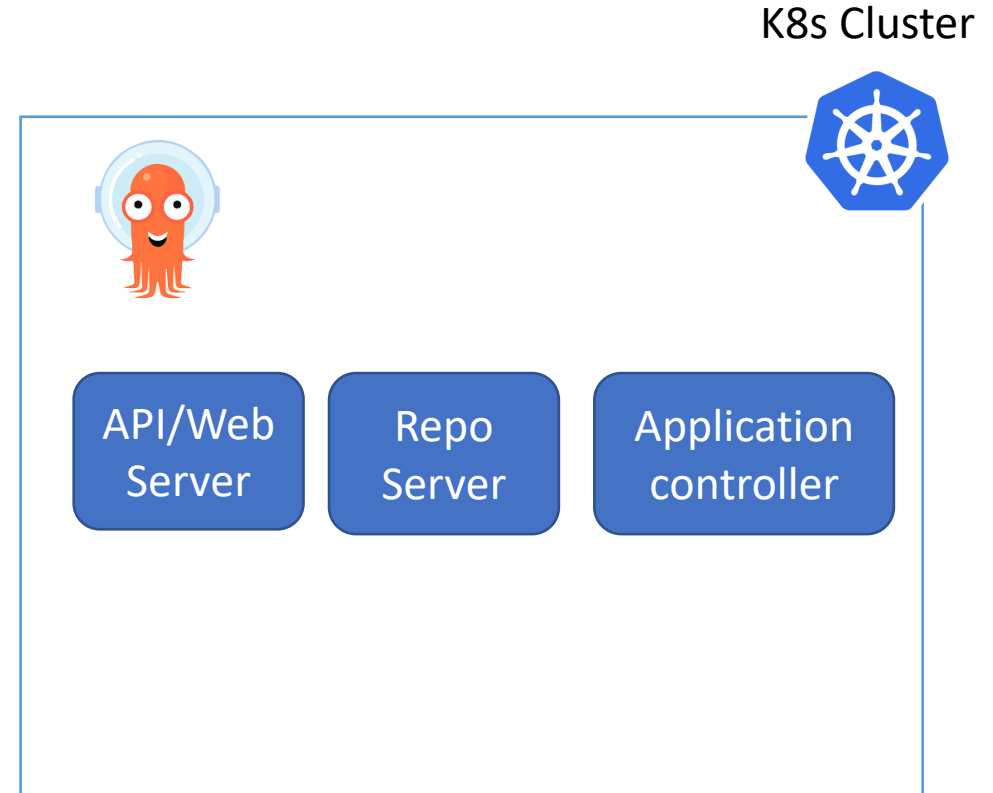 K8s Cluster
API/Web
Server
Repo
Server
Application
controller